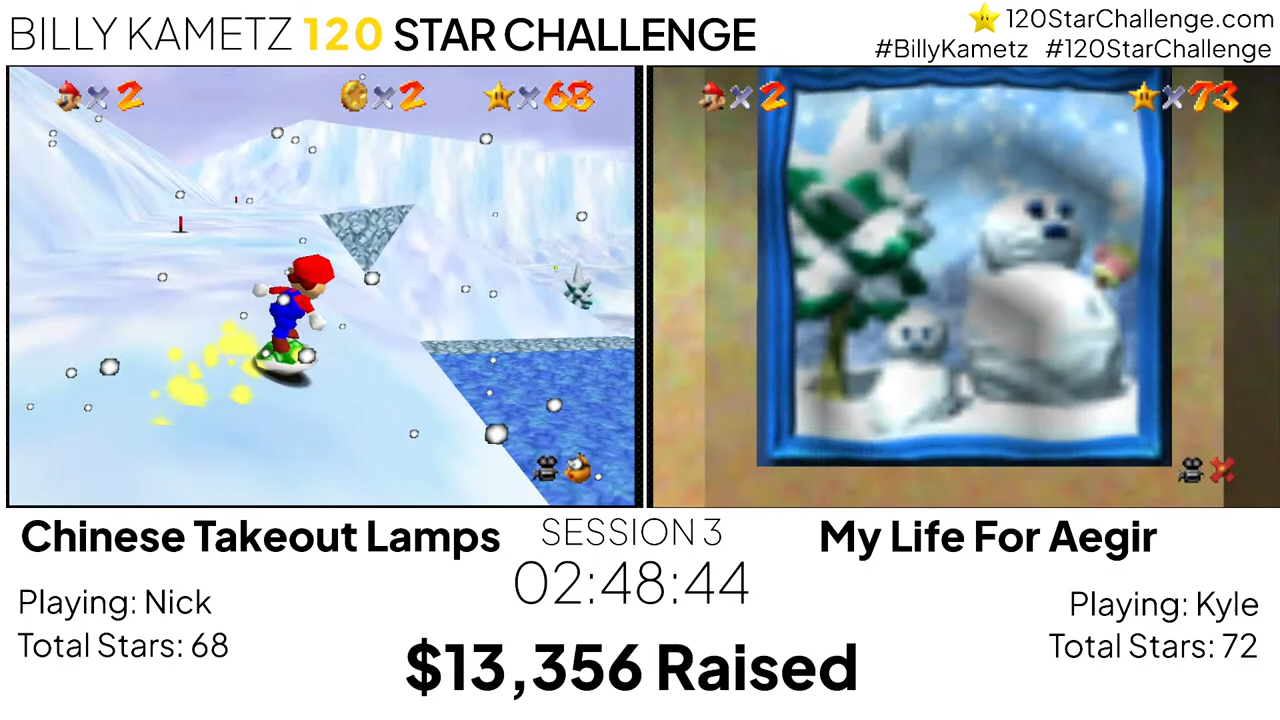 BILLY KAMETZ 120 STAR CHALLENGE
120StarChallenge.com
#BillyKametz #120StarChallenge
×2 ×2 ×68
×2 ×73
Chinese Takeout Lamps
Playing: Nick
Total Stars: 68
SESSION 3
02:48:44
$13,356 Raised
My Life For Aegir
Playing: Kyle
Total Stars: 72